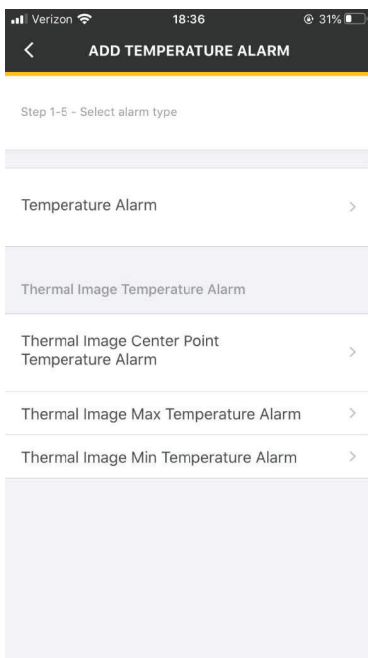 Verizon 18:36 31%
ADD TEMPERATURE ALARM
Step 1-5 - Select alarm type
Temperature Alarm
Thermal Image Temperature Alarm
Thermal Image Center Point
Temperature Alarm
Thermal Image Max Temperature Alarm
Thermal Image Min Temperature Alarm